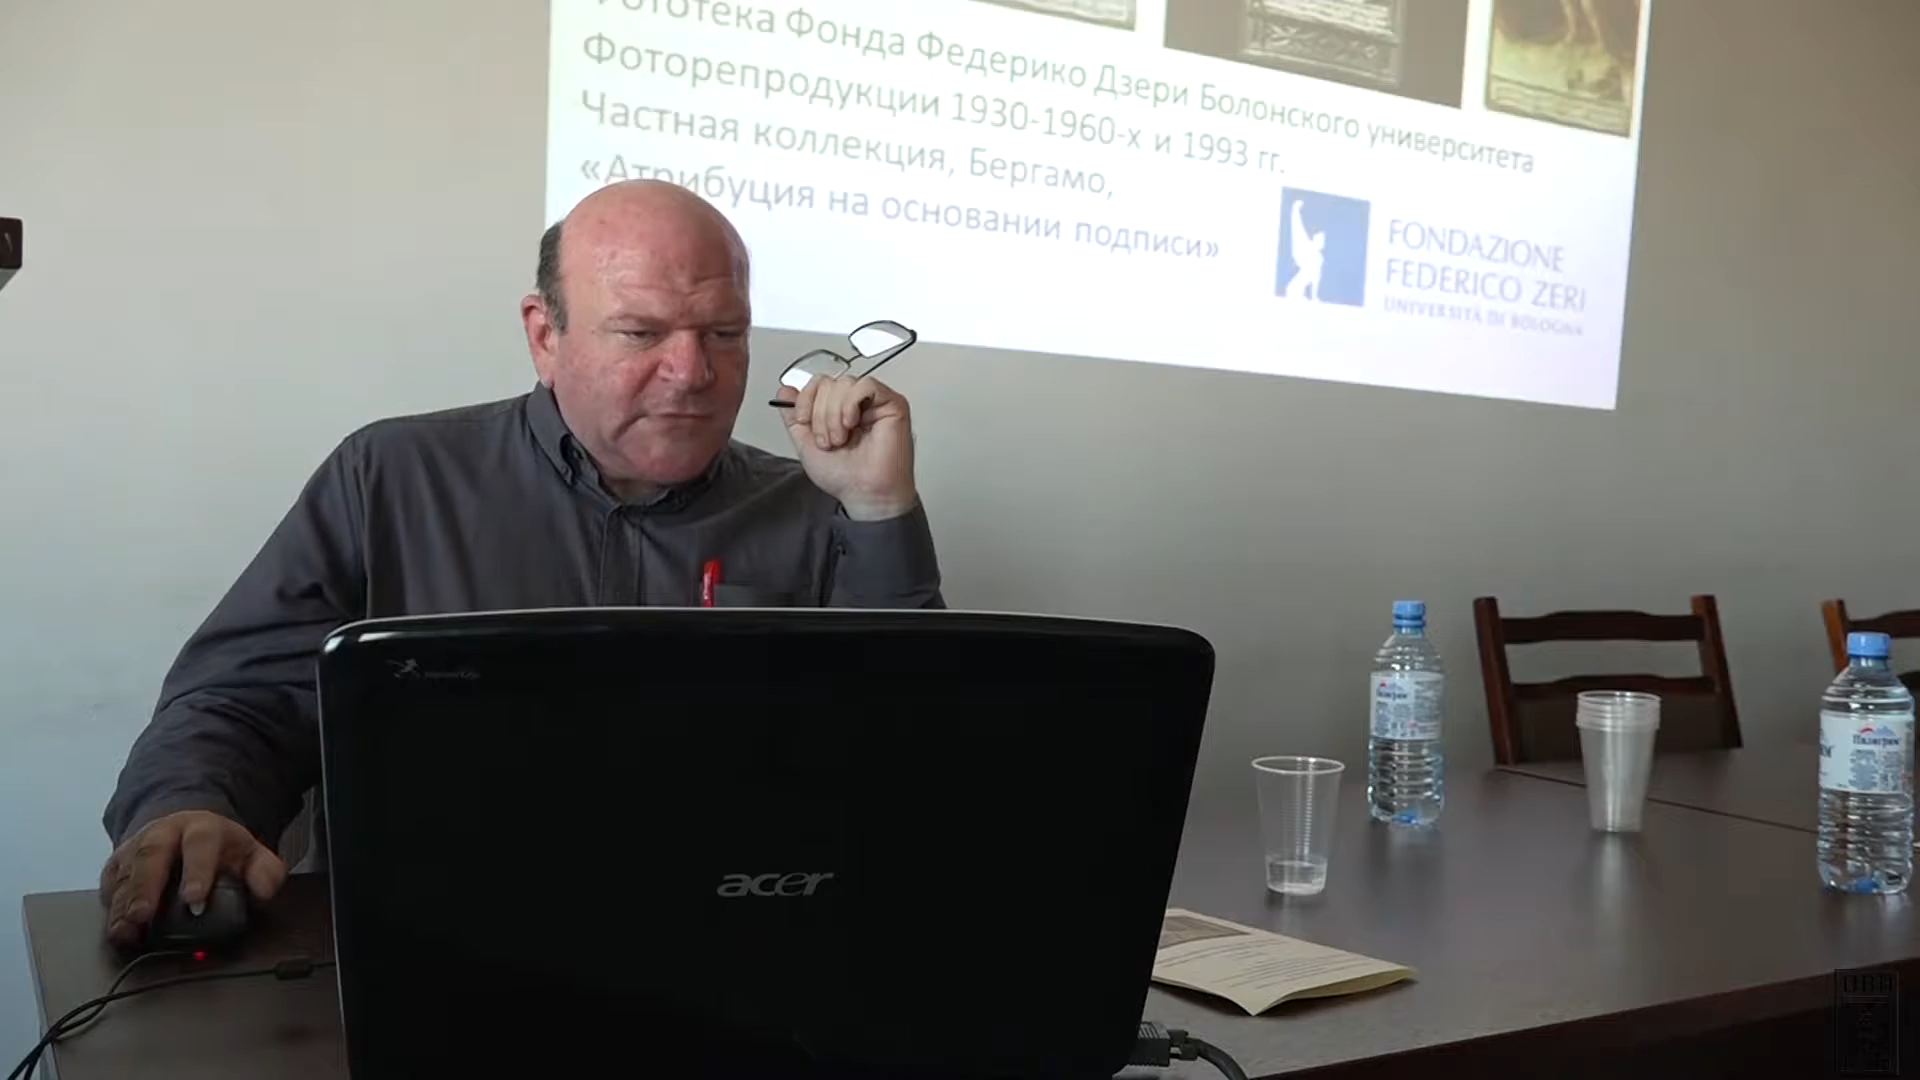 Фототека Фонда Федерико Дзери Болонского университета
Фоторепродукции 1930-1960-х и 1993 гг.
Частная коллекция, Бергамо,
«Атрибуция на основании подписи»
FONDAZIONE
FEDERICO ZERI
UNIVERSITÀ DI BOLOGNA
acer
Пилигрим